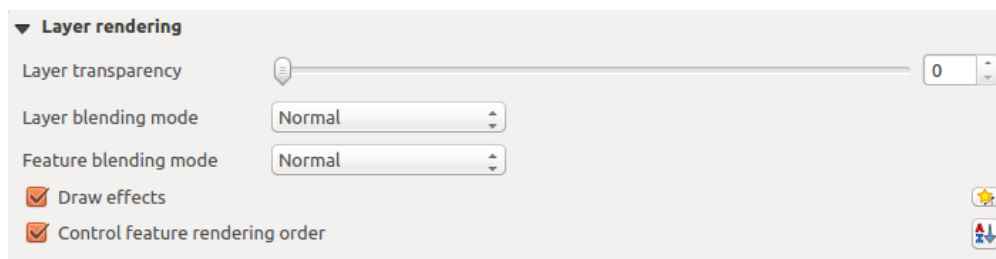 Layer rendering
Layer transparency 0
Layer blending mode Normal
Feature blending mode Normal
Draw effects
Control feature rendering order
AZ